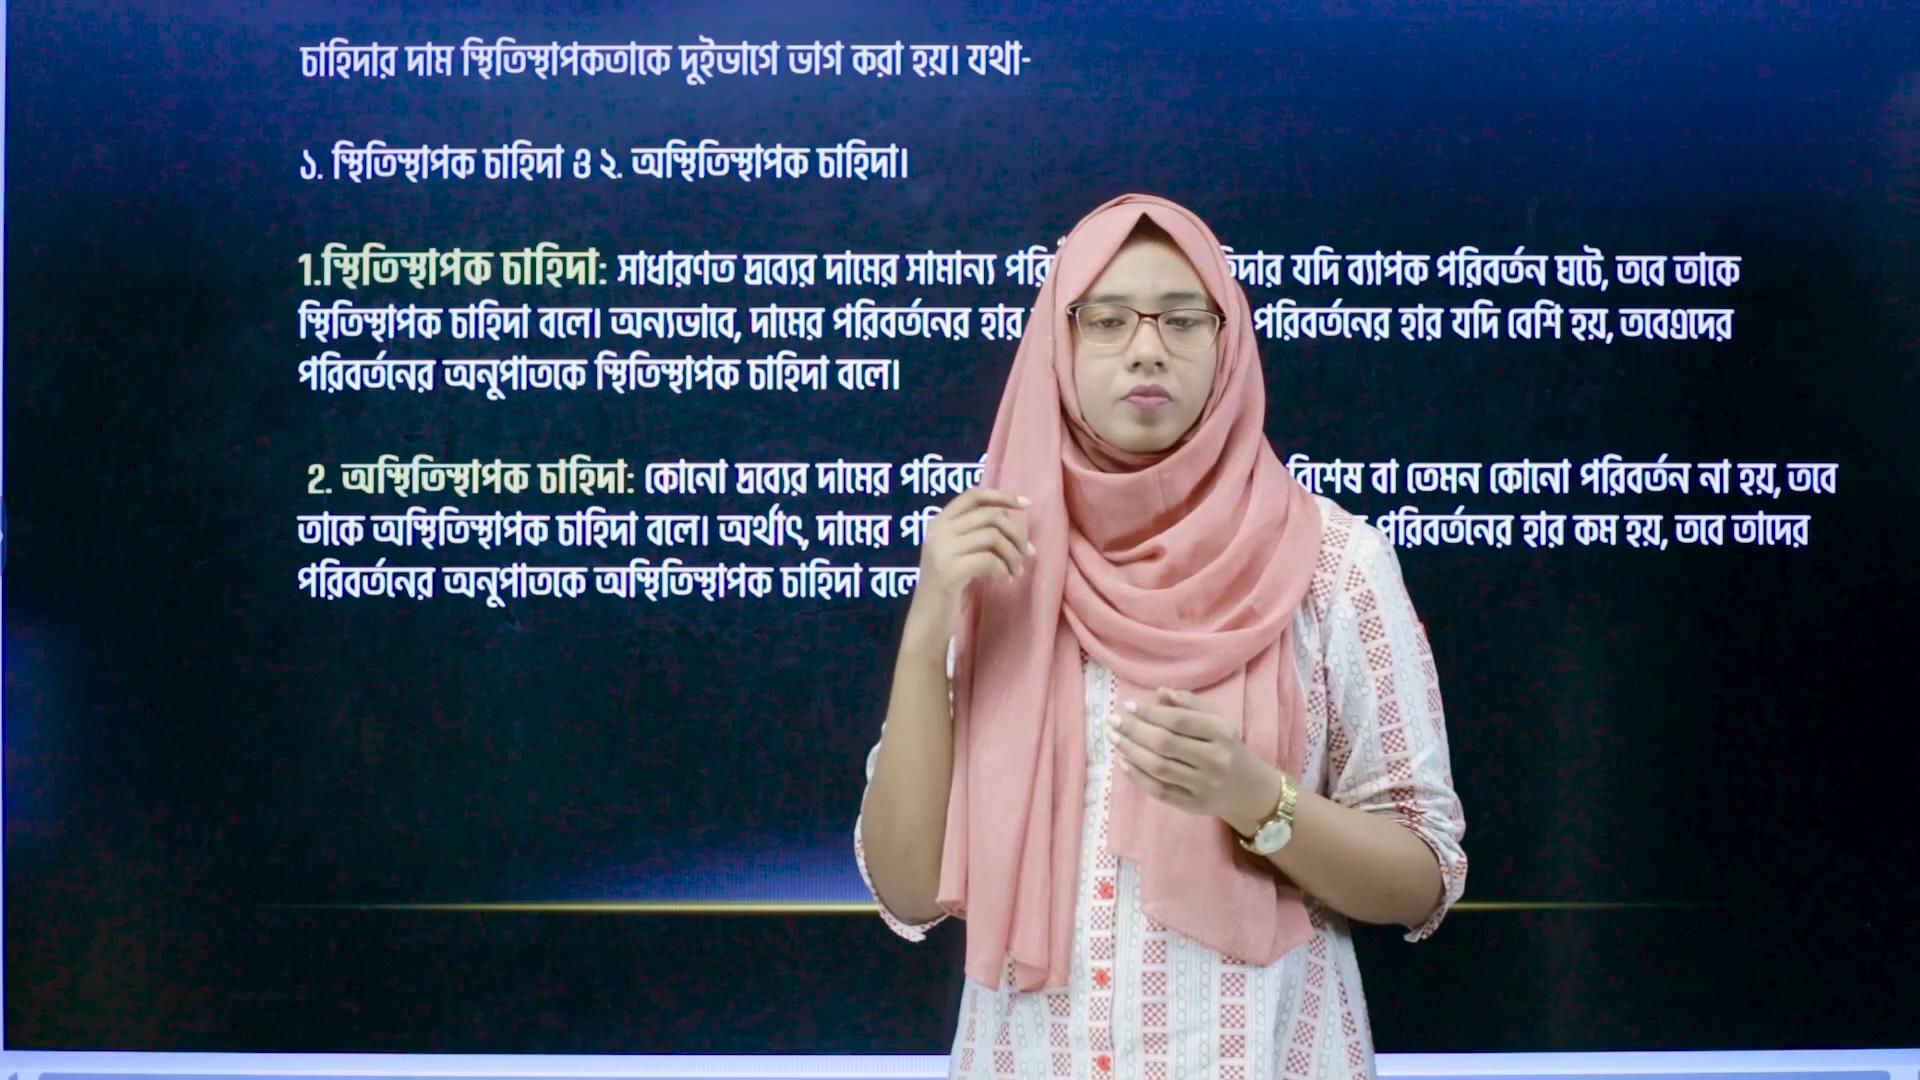 চাহিদার দাম স্থিতিস্থাপকতাকে দুইভাগে ভাগ করা হয়। যথা-
১. স্থিতিস্থাপক চাহিদা ও ২. অস্থিতিস্থাপক চাহিদা।
1.স্থিতিস্থাপক চাহিদা: সাধারণত দ্রব্যের দামের সামান্য যদি ব্যাপক পরিবর্তন ঘটে, তবে তাকে
স্থিতিস্থাপক চাহিদা বলে। অন্যভাবে, দামের পরিবর্তনের হার পরিবর্তনের হার যদি বেশি হয়, তবেএদের
পরিবর্তনের অনুপাতকে স্থিতিস্থাপক চাহিদা বলে।
2. অস্থিতিস্থাপক চাহিদা: কোনো দ্রব্যের দামের বিশেষ বা তেমন কোনো পরিবর্তন না হয়, তবে
তাকে অস্থিতিস্থাপক চাহিদা বলে। অর্থাৎ, দামের পরিবর্তনের হার কম হয়, তবে তাদের
পরিবর্তনের অনুপাতকে অস্থিতিস্থাপক চাহিদা বলে